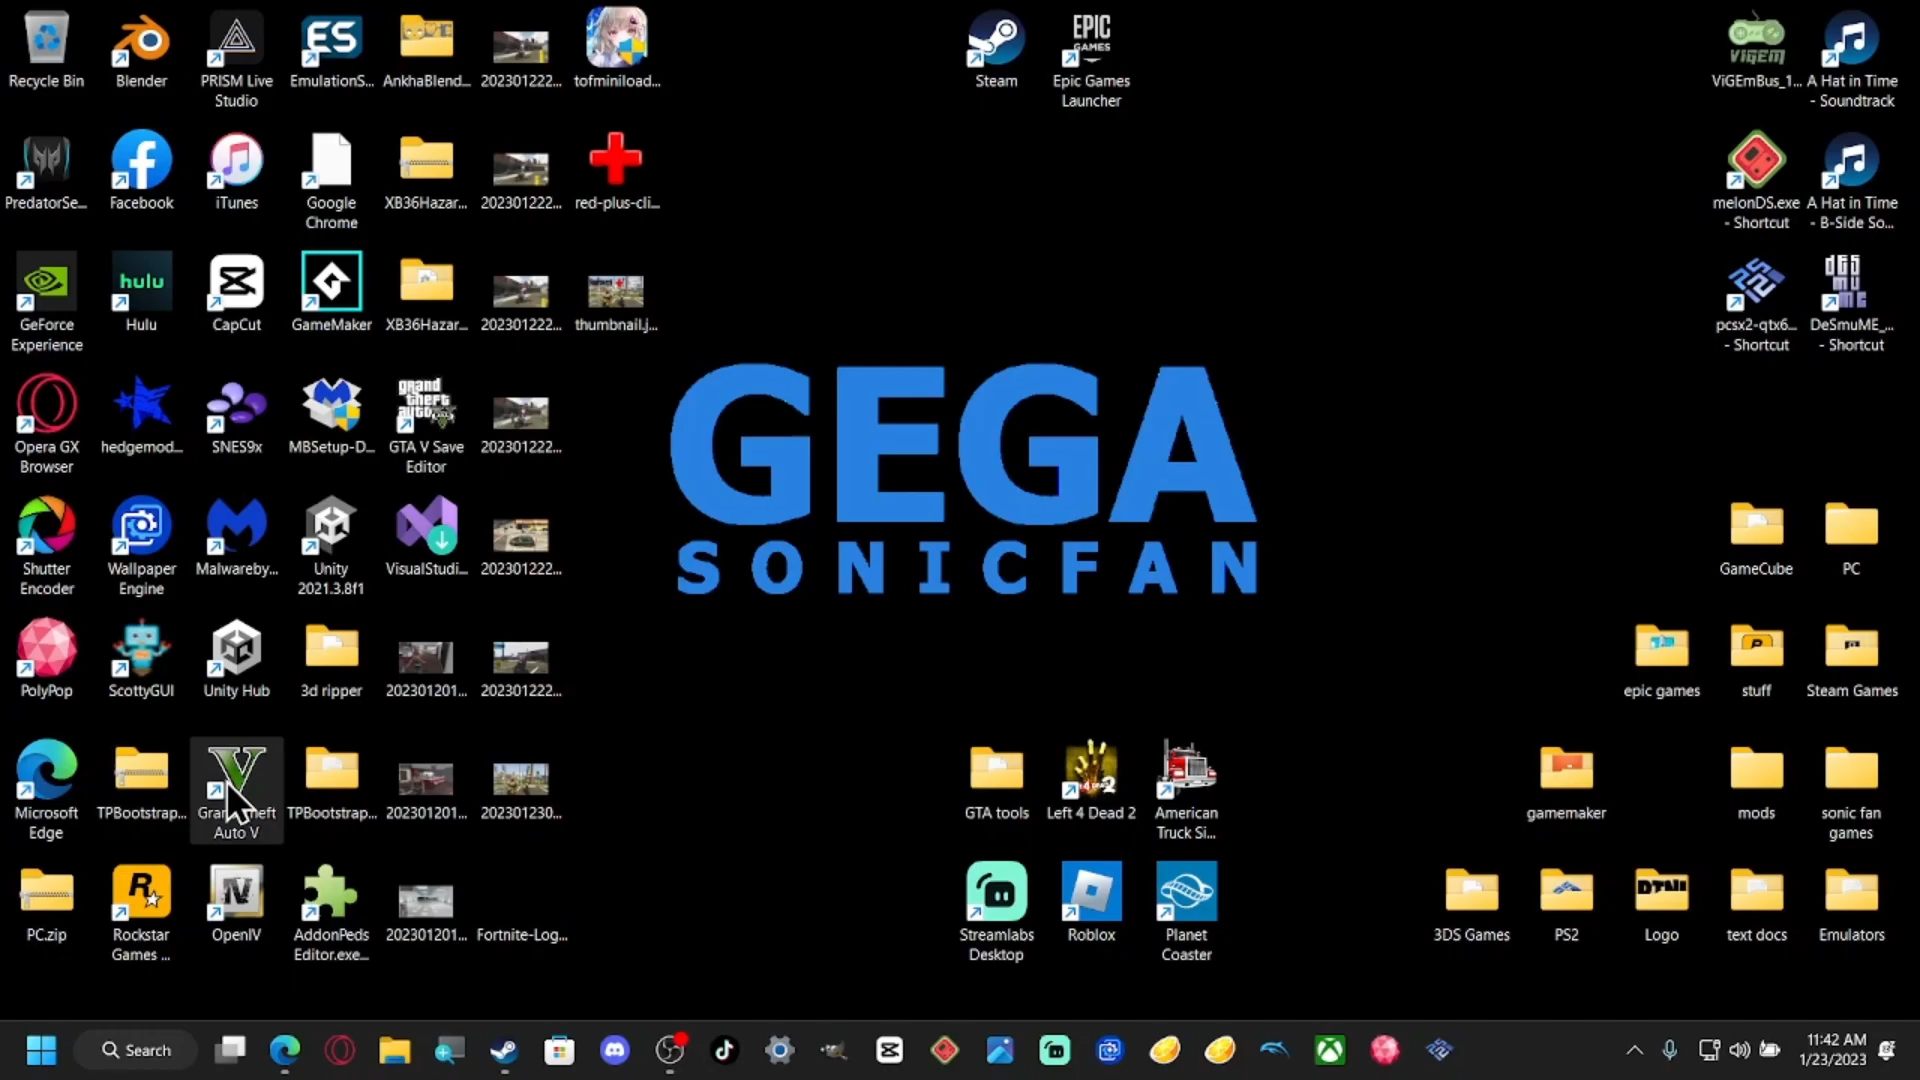 Recycle Bin
Blender
PRISM Live
Studio
ES
EmulationS...
AnkhaBlend...
202301222...
tofminiload...
Steam
EPIC
GAMES
Epic Games
Launcher
ViGEM
ViGEmBus_1...
A Hat in Time
- Soundtrack
PredatorSe...
Facebook
iTunes
Google
Chrome
XB36Hazar...
202301222...
red-plus-cli...
melonDS.exe
- Shortcut
A Hat in Time
- B-Side So...
GeForce
Experience
hulu
Hulu
CapCut
GameMaker
XB36Hazar...
202301222...
thumbnail.j...
pcsx2-qtx6...
- Shortcut
DeSmuME_...
- Shortcut
GEGA
SONICFAN
Opera GX
Browser
hedgemod...
SNES9x
MBSetup-D...
grand
theft
auto
GTA V Save
Editor
202301222...
Shutter
Encoder
Wallpaper
Engine
Malwareby...
Unity
2021.3.8f1
VisualStudi...
202301222...
GameCube
PC
PolyPop
ScottyGUI
Unity Hub
3d ripper
202301201...
202301222...
epic games
stuff
Steam Games
Microsoft
Edge
TPBootstrap...
V
Grand Theft
Auto V
TPBootstrap...
202301201...
202301230...
GTA tools
Left 4 Dead 2
American
Truck Si...
gamemaker
mods
sonic fan
games
PC.zip
Rockstar
Games ...
OpenIV
AddonPeds
Editor.exe...
202301201...
Fortnite-Log...
Streamlabs
Desktop
Roblox
Planet
Coaster
3DS Games
PS2
Logo
text docs
Emulators
Search
11:42 AM
1/23/2023